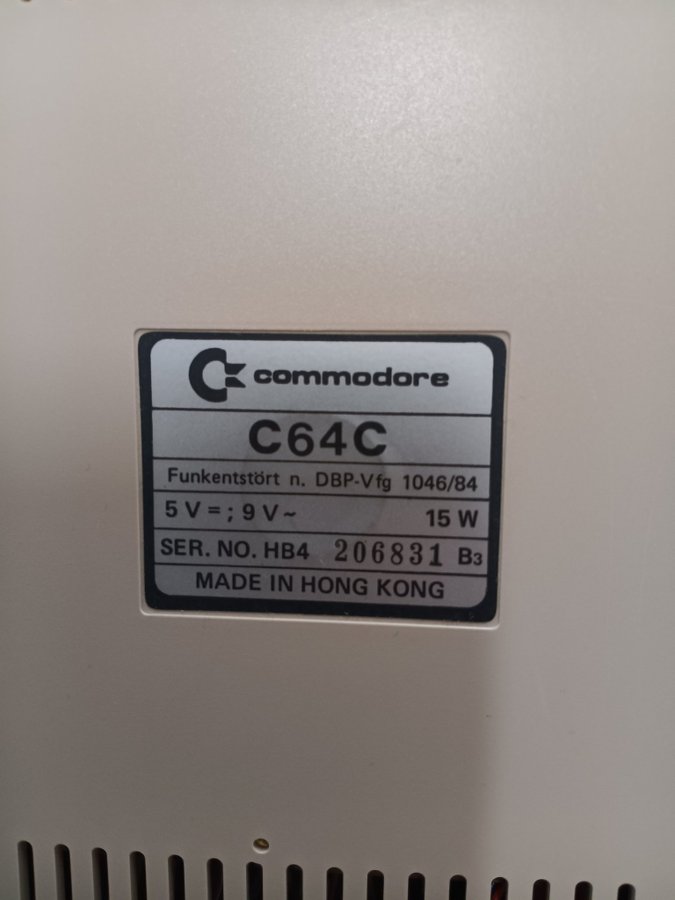 commodore
C64C
Funkentstört n. DBP-Vfg 1046/84
5 V = ; 9 V ~ 15 W
SER. NO. HB4 206831 B3
MADE IN HONG KONG